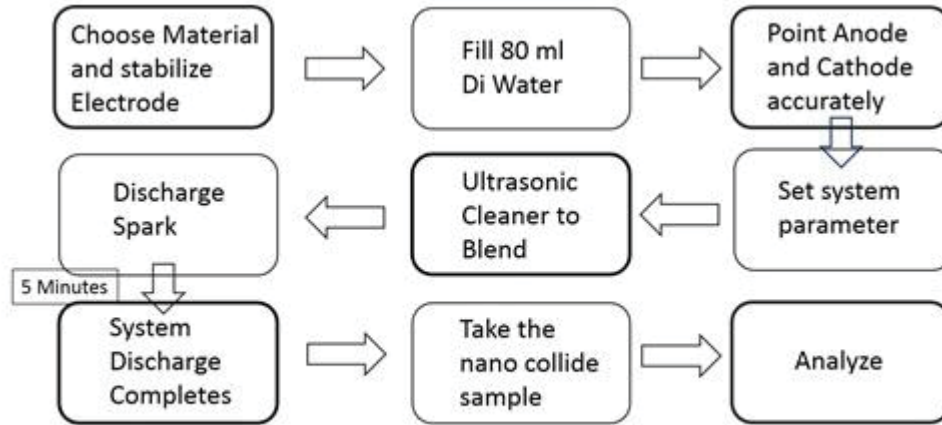 Choose Material
and stabilize
Electrode
Fill 80 ml
Di Water
Point Anode
and Cathode
accurately
Set system
parameter
Ultrasonic
Cleaner to
Blend
Discharge
Spark
5 Minutes
System
Discharge
Completes
Take the
nano collide
sample
Analyze